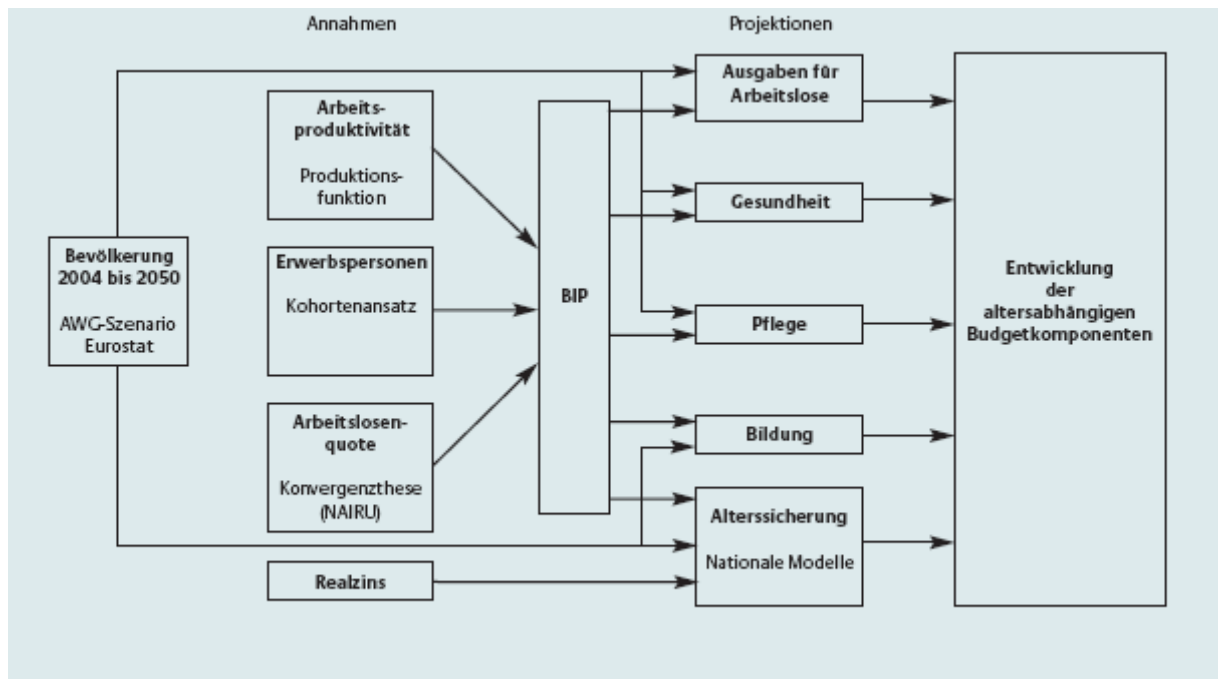 Annahmen
Projektionen
Bevölkerung
2004 bis 2050
AWG-Szenario
Eurostat
Arbeits-
produktivität
Produktions-
funktion
Erwerbspersonen
Kohortenansatz
Arbeitslosen-
quote
Konvergenzthese
(NAIRU)
Realzins
BIP
Ausgaben für
Arbeitslose
Gesundheit
Pflege
Bildung
Alterssicherung
Nationale Modelle
Entwicklung
der
altersabhängigen
Budgetkomponenten